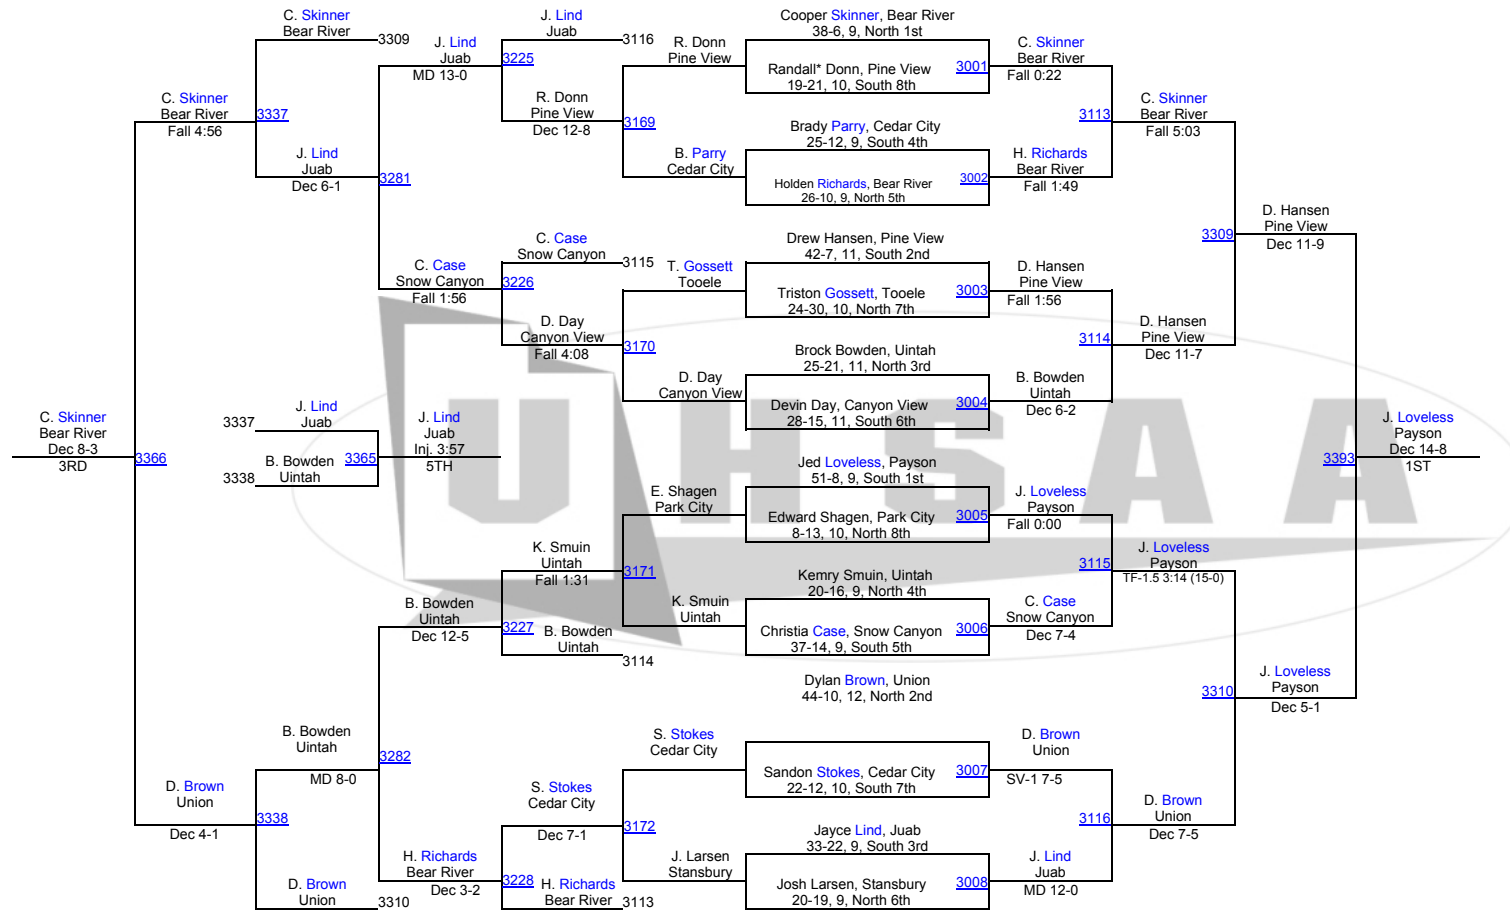 C. Skinner
Bear River
3309
J. Lind
Juab
MD 13-0
J. Lind
Juab
3116
3225
R. Donn
Pine View
Cooper Skinner, Bear River
38-6, 9, North 1st
Randall* Donn, Pine View
19-21, 10, South 8th
3001
C. Skinner
Bear River
Fall 0:22
C. Skinner
Bear River
Fall 4:56
3337
R. Donn
Pine View
Dec 12-8
3169
Brady Parry, Cedar City
25-12, 9, South 4th
3113
C. Skinner
Bear River
Fall 5:03
J. Lind
Juab
Dec 6-1
3281
B. Parry
Cedar City
Holden Richards, Bear River
26-10, 9, North 5th
3002
H. Richards
Bear River
Fall 1:49
C. Case
Snow Canyon
3115
Drew Hansen, Pine View
42-7, 11, South 2nd
3309
D. Hansen
Pine View
Dec 11-9
C. Case
Snow Canyon
Fall 1:56
3226
T. Gossett
Tooele
Triston Gossett, Tooele
24-30, 10, North 7th
3003
D. Hansen
Pine View
Fall 1:56
D. Day
Canyon View
Fall 4:08
3170
Brock Bowden, Uintah
25-21, 11, North 3rd
3114
D. Hansen
Pine View
Dec 11-7
D. Day
Canyon View
Devin Day, Canyon View
28-15, 11, South 6th
3004
B. Bowden
Uintah
Dec 6-2
C. Skinner
Bear River
Dec 8-3
3RD
3366
3337
J. Lind
Juab
3338
B. Bowden
Uintah
3365
J. Lind
Juab
Inj. 3:57
5TH
UHSAA
3393
J. Loveless
Payson
Dec 14-8
1ST
E. Shagen
Park City
Jed Loveless, Payson
51-8, 9, South 1st
Edward Shagen, Park City
8-13, 10, North 8th
3005
J. Loveless
Payson
Fall 0:00
K. Smuin
Uintah
Fall 1:31
3171
Kemry Smuin, Uintah
20-16, 9, North 4th
3115
J. Loveless
Payson
TF-1.5 3:14 (15-0)
B. Bowden
Uintah
Dec 12-5
3227
B. Bowden
Uintah
3114
K. Smuin
Uintah
Christia Case, Snow Canyon
37-14, 9, South 5th
3006
C. Case
Snow Canyon
Dec 7-4
Dylan Brown, Union
44-10, 12, North 2nd
3310
J. Loveless
Payson
Dec 5-1
B. Bowden
Uintah
MD 8-0
3282
S. Stokes
Cedar City
Sandon Stokes, Cedar City
22-12, 10, South 7th
3007
D. Brown
Union
SV-1 7-5
D. Brown
Union
Dec 4-1
3338
S. Stokes
Cedar City
Dec 7-1
3172
Jayce Lind, Juab
33-22, 9, South 3rd
3116
D. Brown
Union
Dec 7-5
H. Richards
Bear River
Dec 3-2
3228
J. Larsen
Stansbury
Josh Larsen, Stansbury
20-19, 9, North 6th
3008
J. Lind
Juab
MD 12-0
D. Brown
Union
3310
H. Richards
Bear River
3113